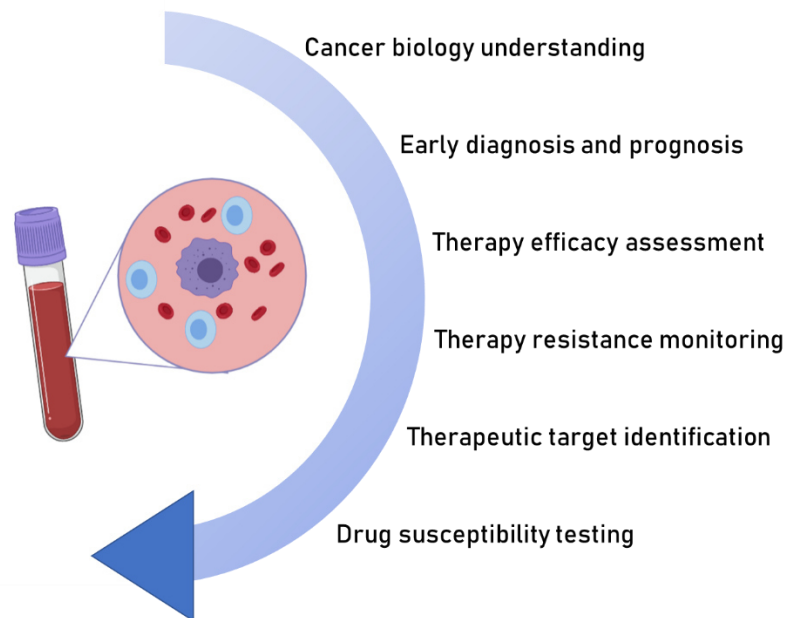 Cancer biology understanding
Early diagnosis and prognosis
Therapy efficacy assessment
Therapy resistance monitoring
Therapeutic target identification
Drug susceptibility testing